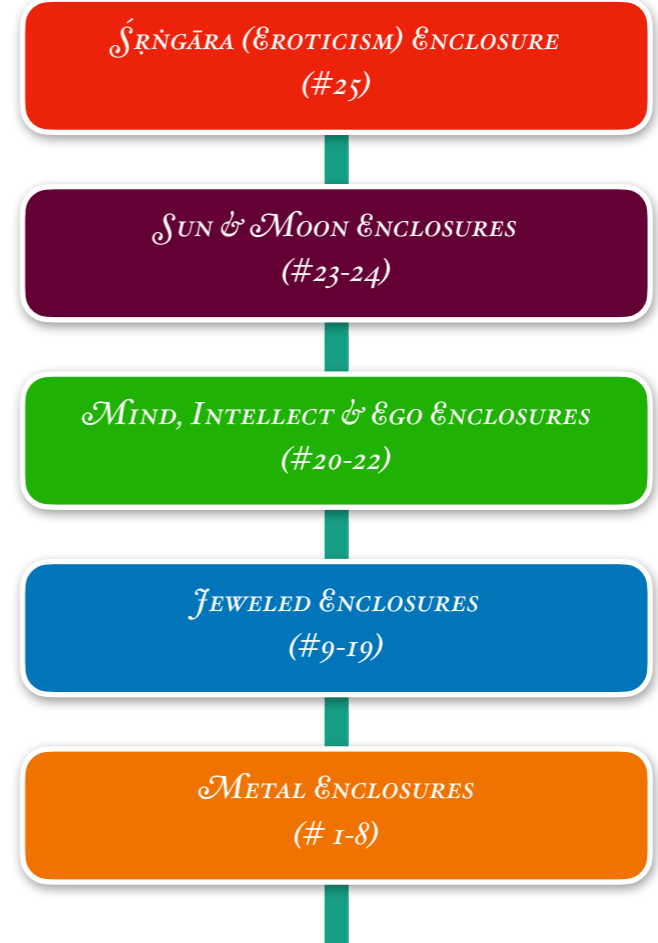 Śṛṅgāra (Eroticism) Enclosure
(#25)
Sun & Moon Enclosures
(#23-24)
Mind, Intellect & Ego Enclosures
(#20-22)
Jeweled Enclosures
(#9-19)
Metal Enclosures
(# 1-8)